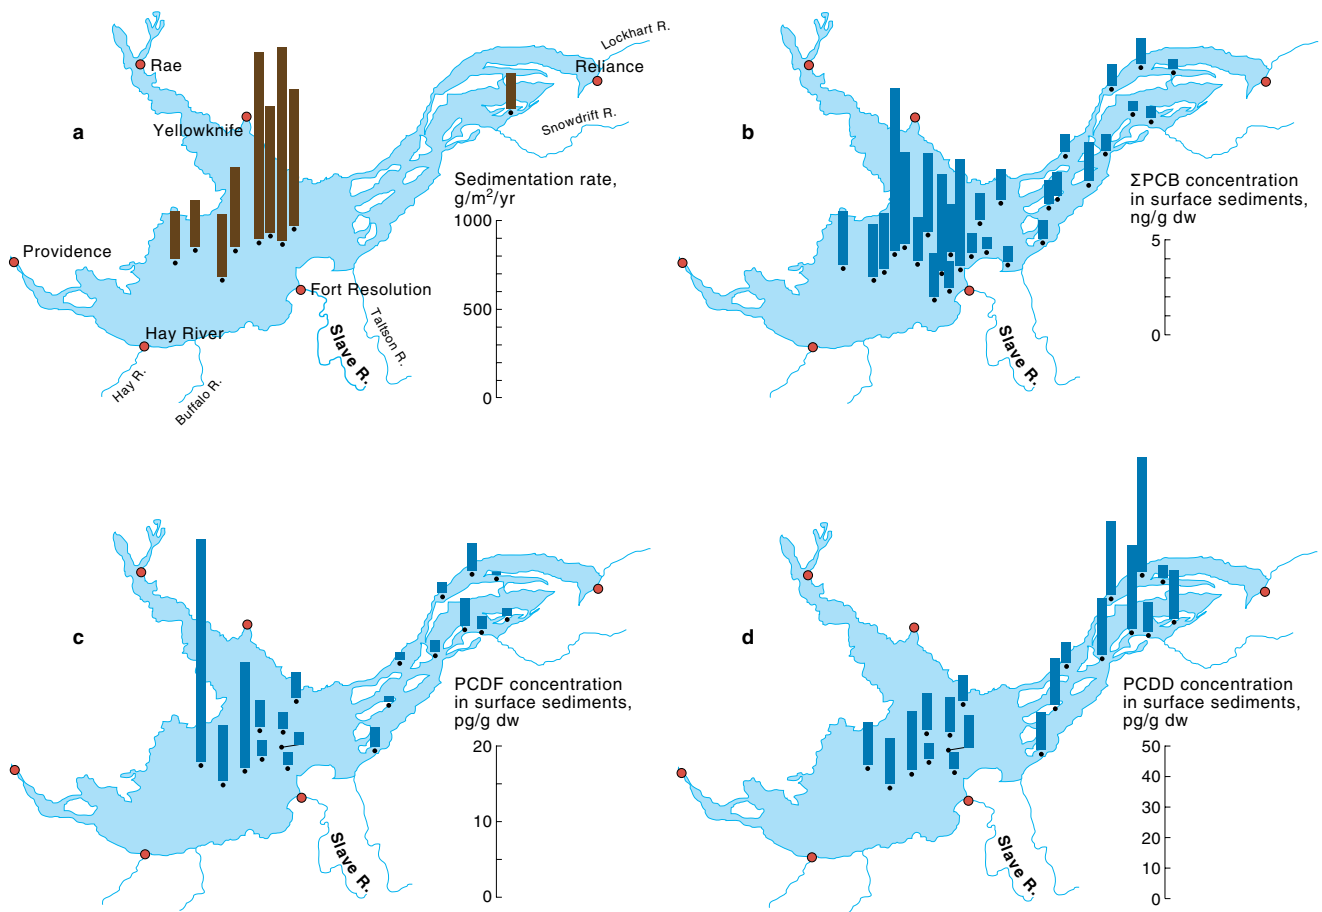 Lockhart R.
Rae
Reliance
a
Yellowknife
Snowdrift R.
Sedimentation rate,
g/m²/yr
1000
500
0
Providence
Fort Resolution
Hay River
Slave R.
Taltson R.
Hay R.
Buffalo R.
b
ΣPCB concentration
in surface sediments,
ng/g dw
5
0
Slave R.
c
PCDF concentration
in surface sediments,
pg/g dw
20
10
0
Slave R.
d
PCDD concentration
in surface sediments,
pg/g dw
50
40
30
20
10
0
Slave R.